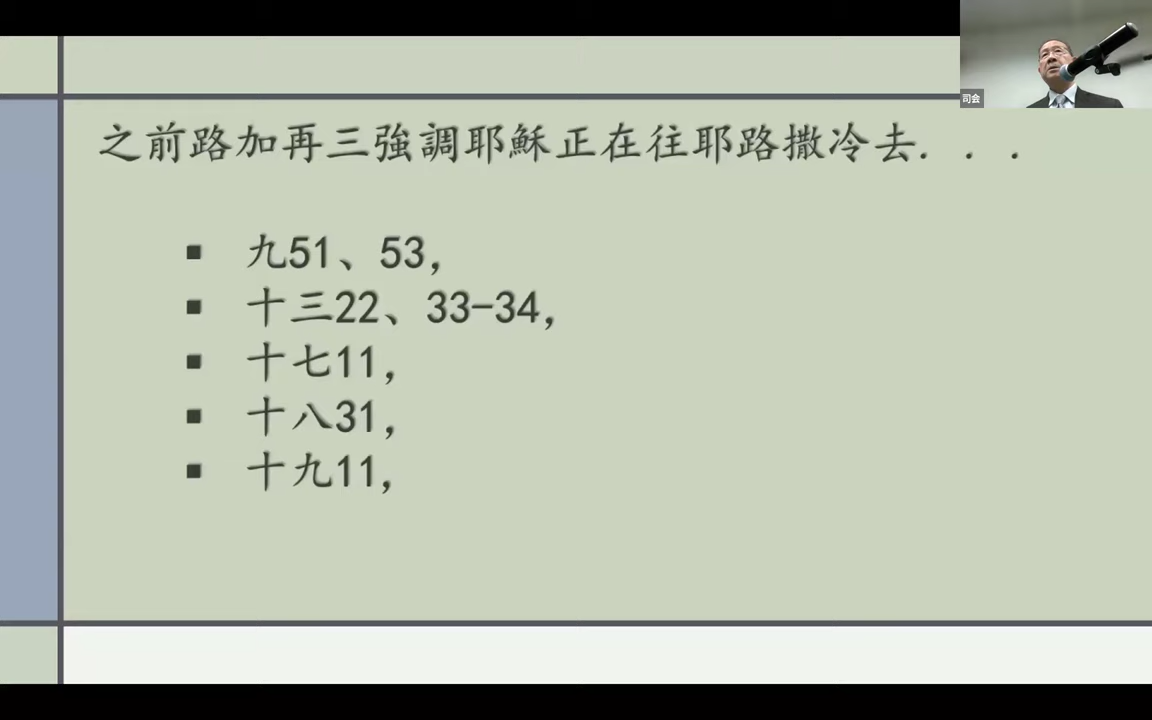 司会
之前路加再三強調耶穌正在往耶路撒冷去. . .
▪ 九51、53,
▪ 十三22、33-34,
▪ 十七11,
▪ 十八31,
▪ 十九11,